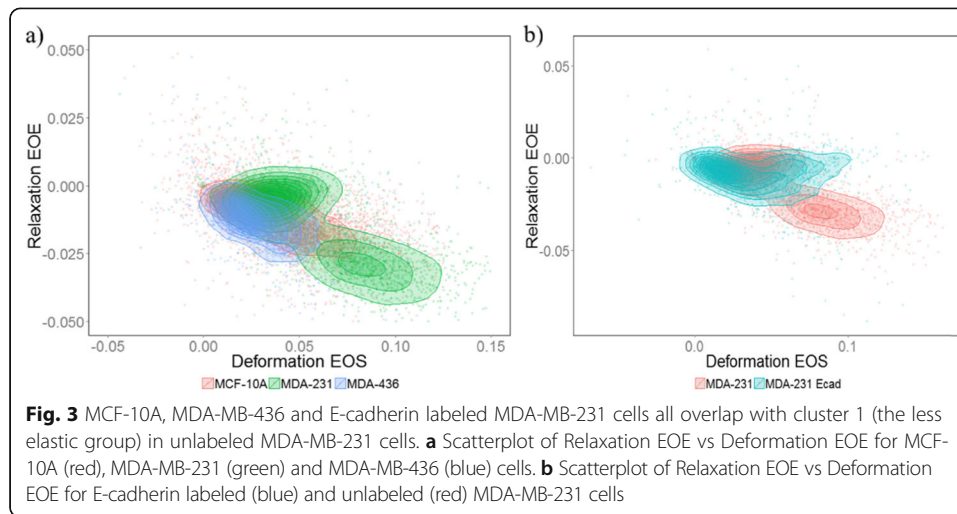 a)
0.050
0.025
0.000
-0.025
-0.050
Relaxation EOE
-0.05
0.00
0.05
0.10
0.15
Deformation EOS
MCF-10A MDA-231 MDA-436
b)
0.05
0.00
-0.05
Relaxation EOE
0.0
0.1
Deformation EOS
MDA-231 MDA-231 Ecad
Fig. 3 MCF-10A, MDA-MB-436 and E-cadherin labeled MDA-MB-231 cells all overlap with cluster 1 (the less
elastic group) in unlabeled MDA-MB-231 cells. a Scatterplot of Relaxation EOE vs Deformation EOE for MCF-
10A (red), MDA-MB-231 (green) and MDA-MB-436 (blue) cells. b Scatterplot of Relaxation EOE vs Deformation
EOE for E-cadherin labeled (blue) and unlabeled (red) MDA-MB-231 cells